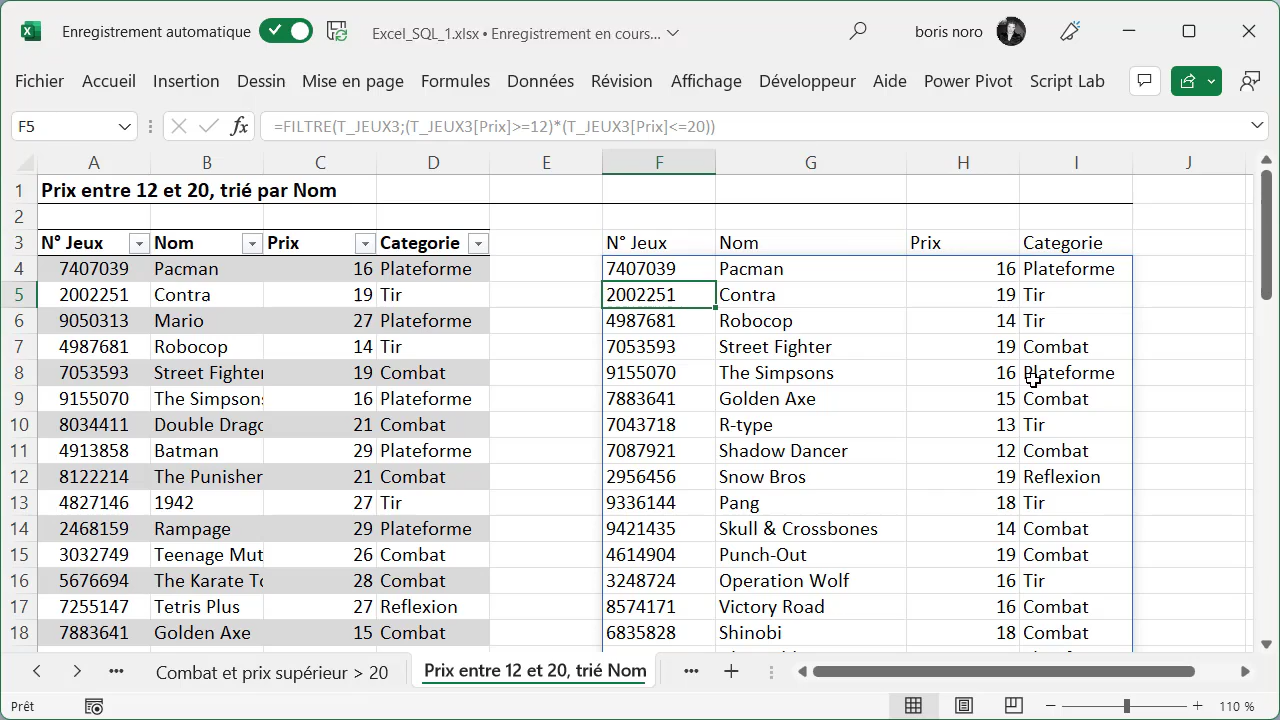 Enregistrement automatique Excel_SQL_1.xlsx • Enregistrement en cours... boris noro
Fichier Accueil Insertion Dessin Mise en page Formules Données Révision Affichage Développeur Aide Power Pivot Script Lab
F5 fx =FILTRE(T_JEUX3;(T_JEUX3[Prix]>=12)*(T_JEUX3[Prix]<=20))
A B C D E F G H I J
1 Prix entre 12 et 20, trié par Nom
2
3 N° Jeux Nom Prix Categorie N° Jeux Nom Prix Categorie
4 7407039 Pacman 16 Plateforme 7407039 Pacman 16 Plateforme
5 2002251 Contra 19 Tir 2002251 Contra 19 Tir
6 9050313 Mario 27 Plateforme 4987681 Robocop 14 Tir
7 4987681 Robocop 14 Tir 7053593 Street Fighter 19 Combat
8 7053593 Street Fighter 19 Combat 9155070 The Simpsons 16 Plateforme
9 9155070 The Simpsons 16 Plateforme 7883641 Golden Axe 15 Combat
10 8034411 Double Drago 21 Combat 7043718 R-type 13 Tir
11 4913858 Batman 29 Plateforme 7087921 Shadow Dancer 12 Combat
12 8122214 The Punisher 21 Combat 2956456 Snow Bros 19 Reflexion
13 4827146 1942 27 Tir 9336144 Pang 18 Tir
14 2468159 Rampage 29 Plateforme 9421435 Skull & Crossbones 14 Combat
15 3032749 Teenage Mut 26 Combat 4614904 Punch-Out 19 Combat
16 5676694 The Karate To 28 Combat 3248724 Operation Wolf 16 Tir
17 7255147 Tetris Plus 27 Reflexion 8574171 Victory Road 16 Combat
18 7883641 Golden Axe 15 Combat 6835828 Shinobi 18 Combat
Combat et prix supérieur > 20 Prix entre 12 et 20, trié Nom
Prêt 110 %